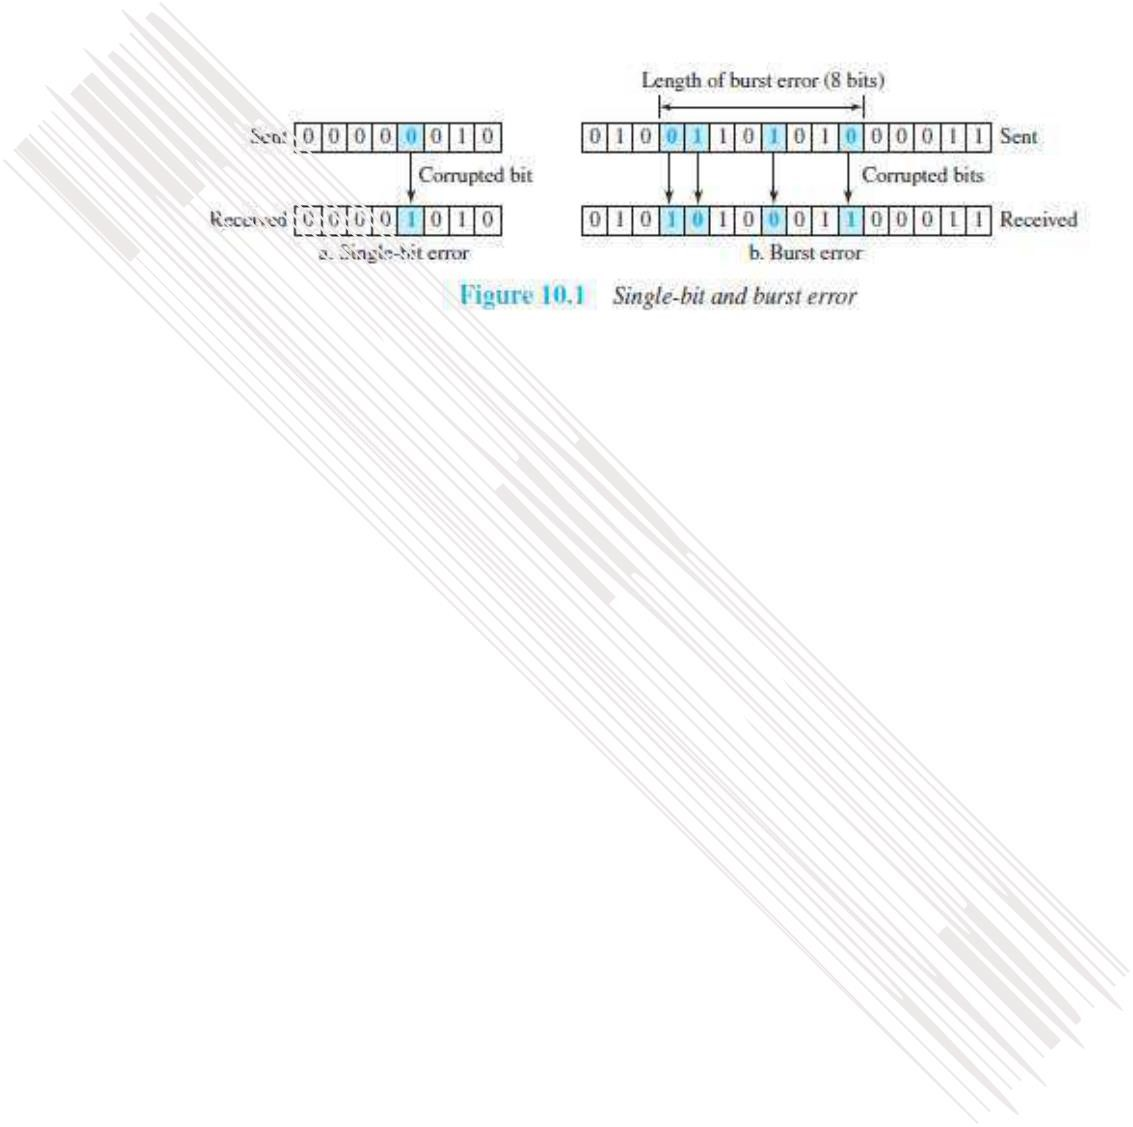 Length of burst error (8 bits)
Sent 0 0 0 0 0 0 1 0 0 1 0 0 1 1 0 1 0 1 0 0 0 0 1 1 Sent
Corrupted bit Corrupted bits
Received 0 0 0 0 1 0 1 0 0 1 0 1 0 1 0 0 0 1 1 0 0 0 1 1 Received
a. Single-bit error b. Burst error
Figure 10.1 Single-bit and burst error